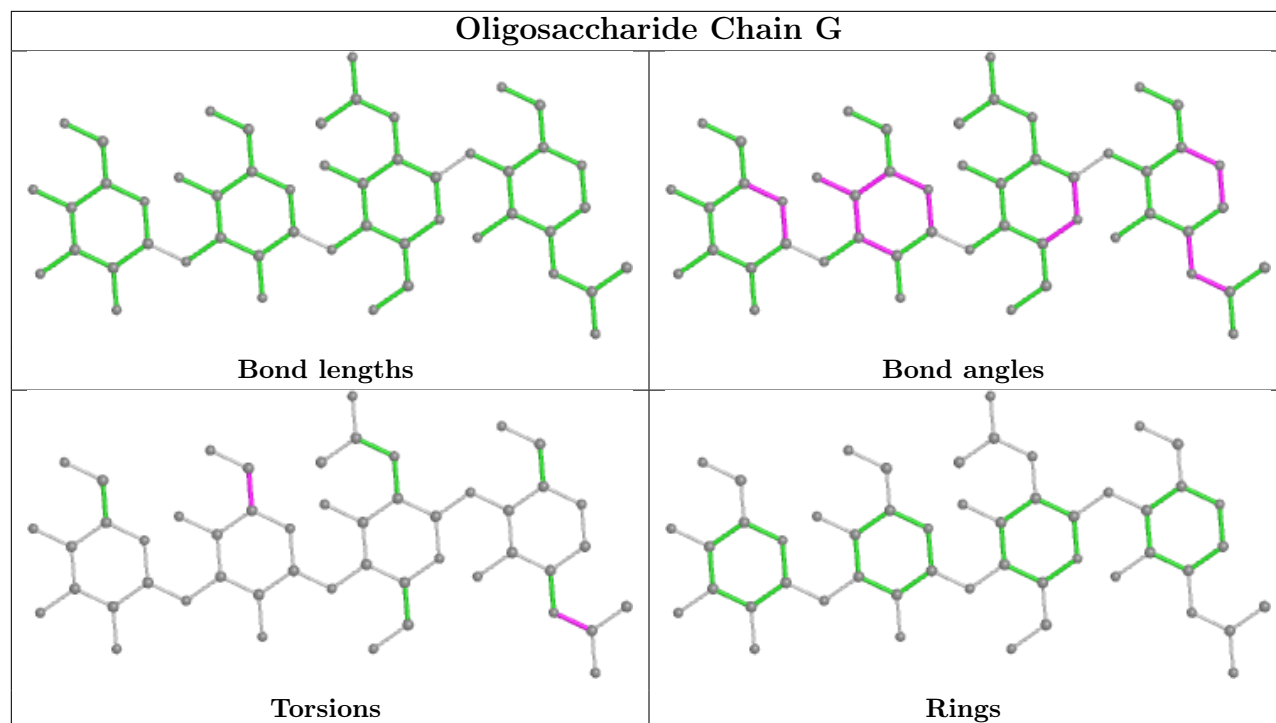 Oligosaccharide Chain G
Bond lengths
Bond angles
Torsions
Rings